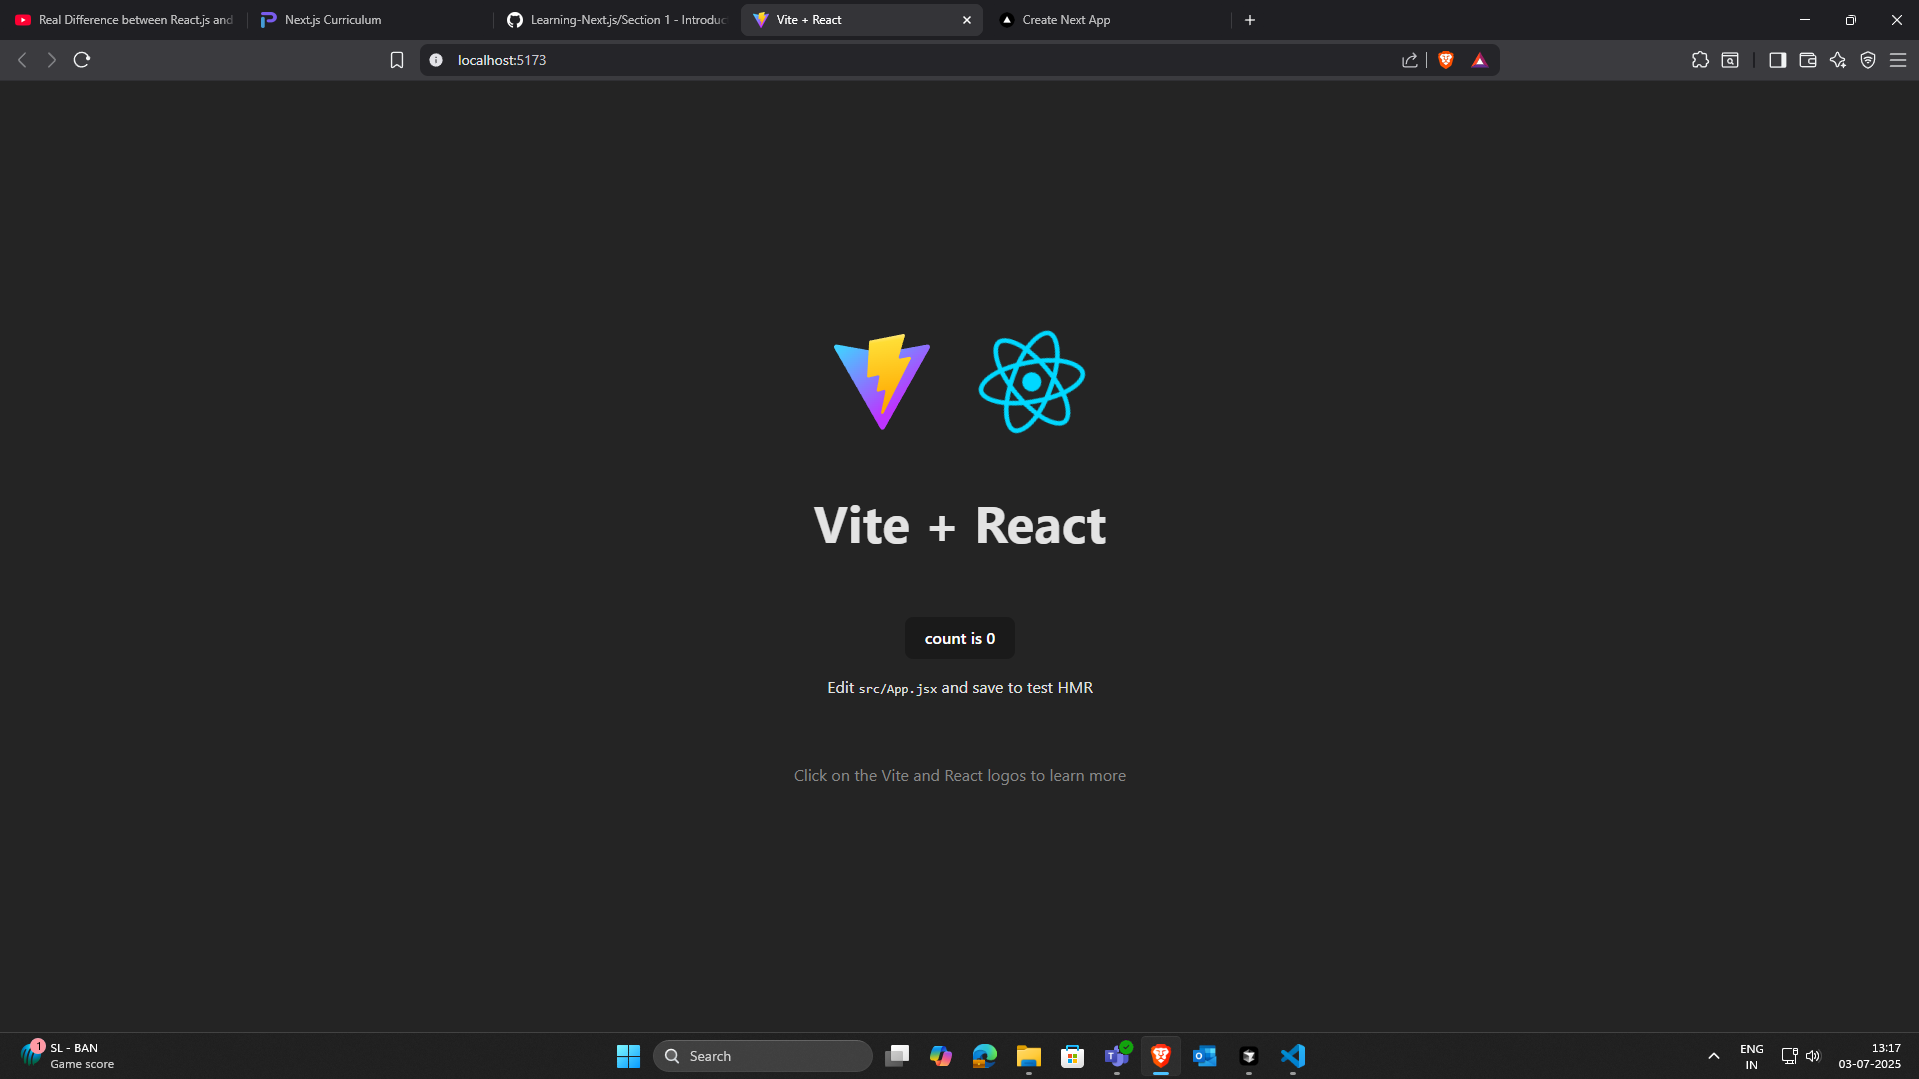 Real Difference between React.js and
Next.js Curriculum
Learning-Next.js/Section 1 - Introduc
Vite + React
Create Next App
localhost:5173
Vite + React
count is 0
Edit src/App.jsx and save to test HMR
Click on the Vite and React logos to learn more
1
SL - BAN
Game score
Search
ENG
IN
13:17
03-07-2025